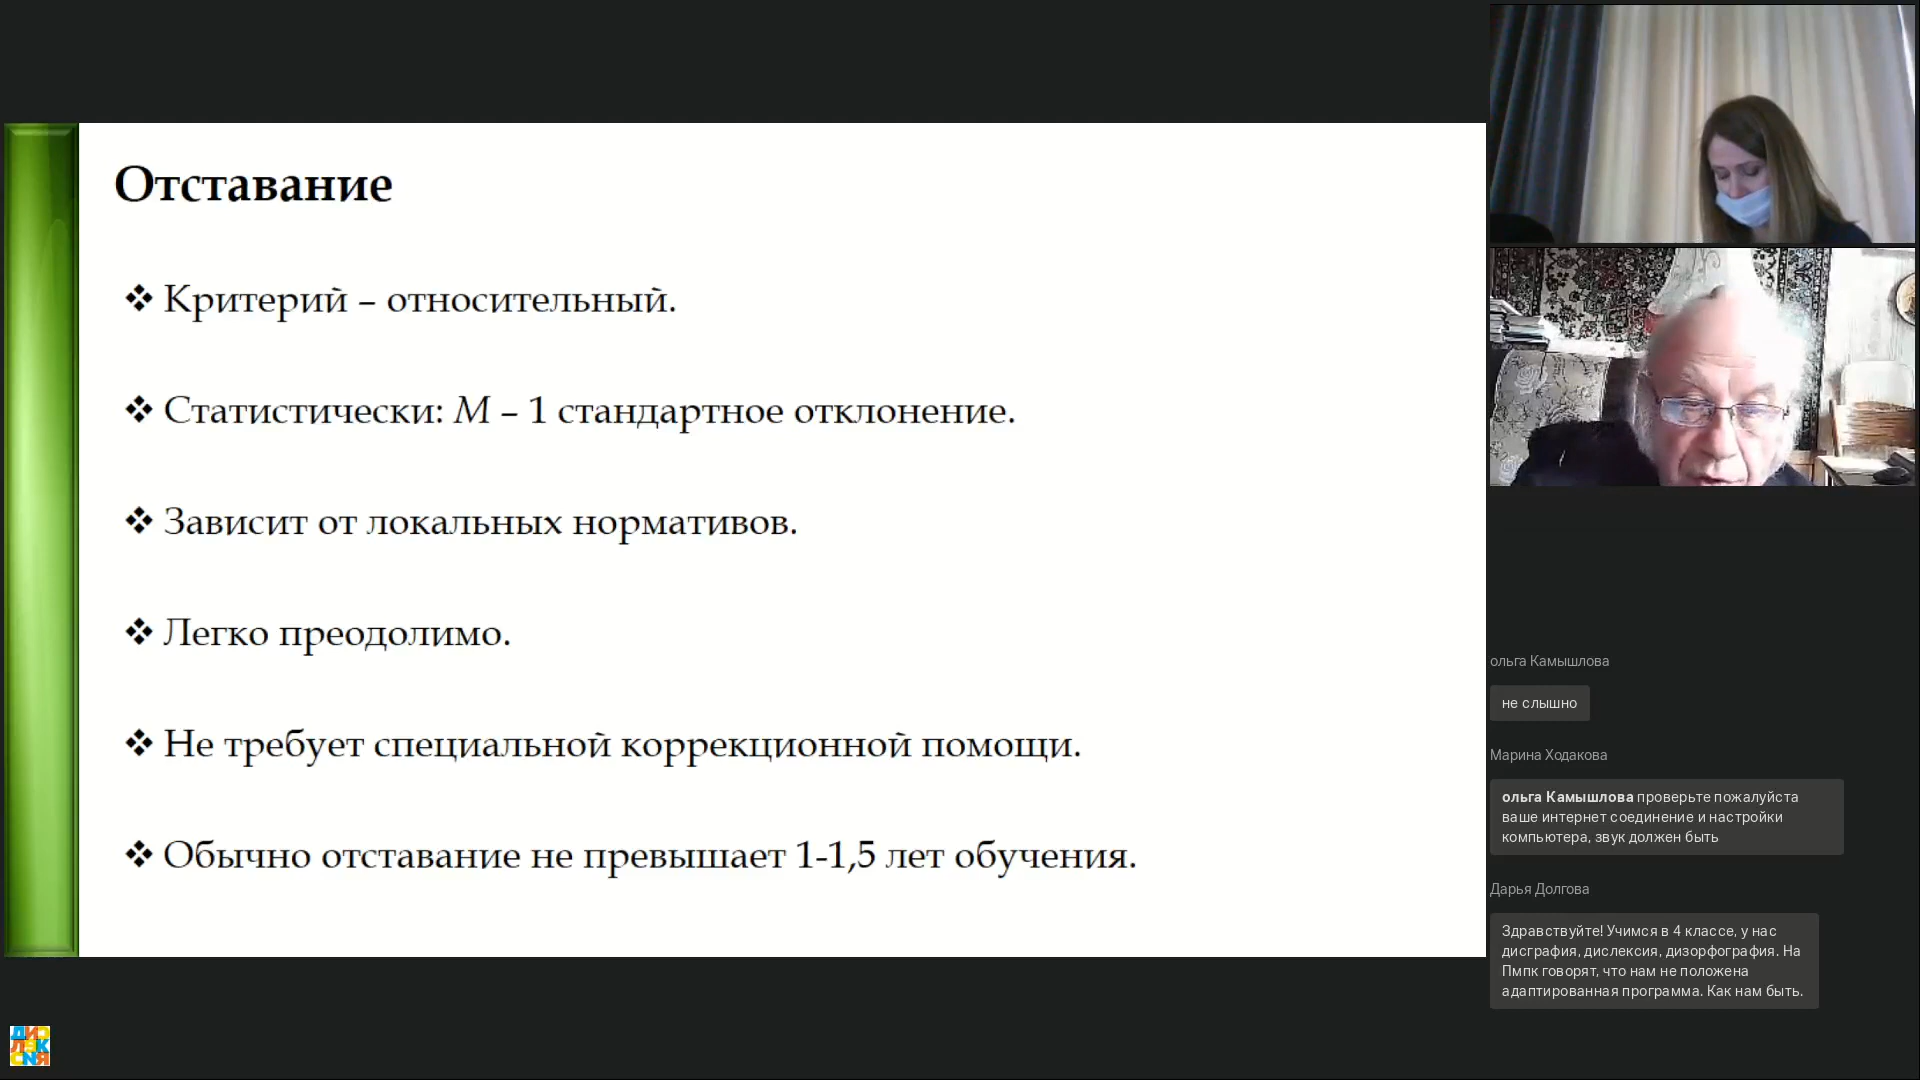 Отставание
❖ Критерий – относительный.
❖ Статистически: M – 1 стандартное отклонение.
❖ Зависит от локальных нормативов.
❖ Легко преодолимо.
❖ Не требует специальной коррекционной помощи.
❖ Обычно отставание не превышает 1-1,5 лет обучения.
ольга Камышлова
не слышно
Марина Ходакова
ольга Камышлова проверьте пожалуйста
ваше интернет соединение и настройки
компьютера, звук должен быть
Дарья Долгова
Здравствуйте! Учимся в 4 классе, у нас
дисграфия, дислексия, дизорфография. На
Пмпк говорят, что нам не положена
адаптированная программа. Как нам быть.
ДИС
ЛЕК
СИЯ